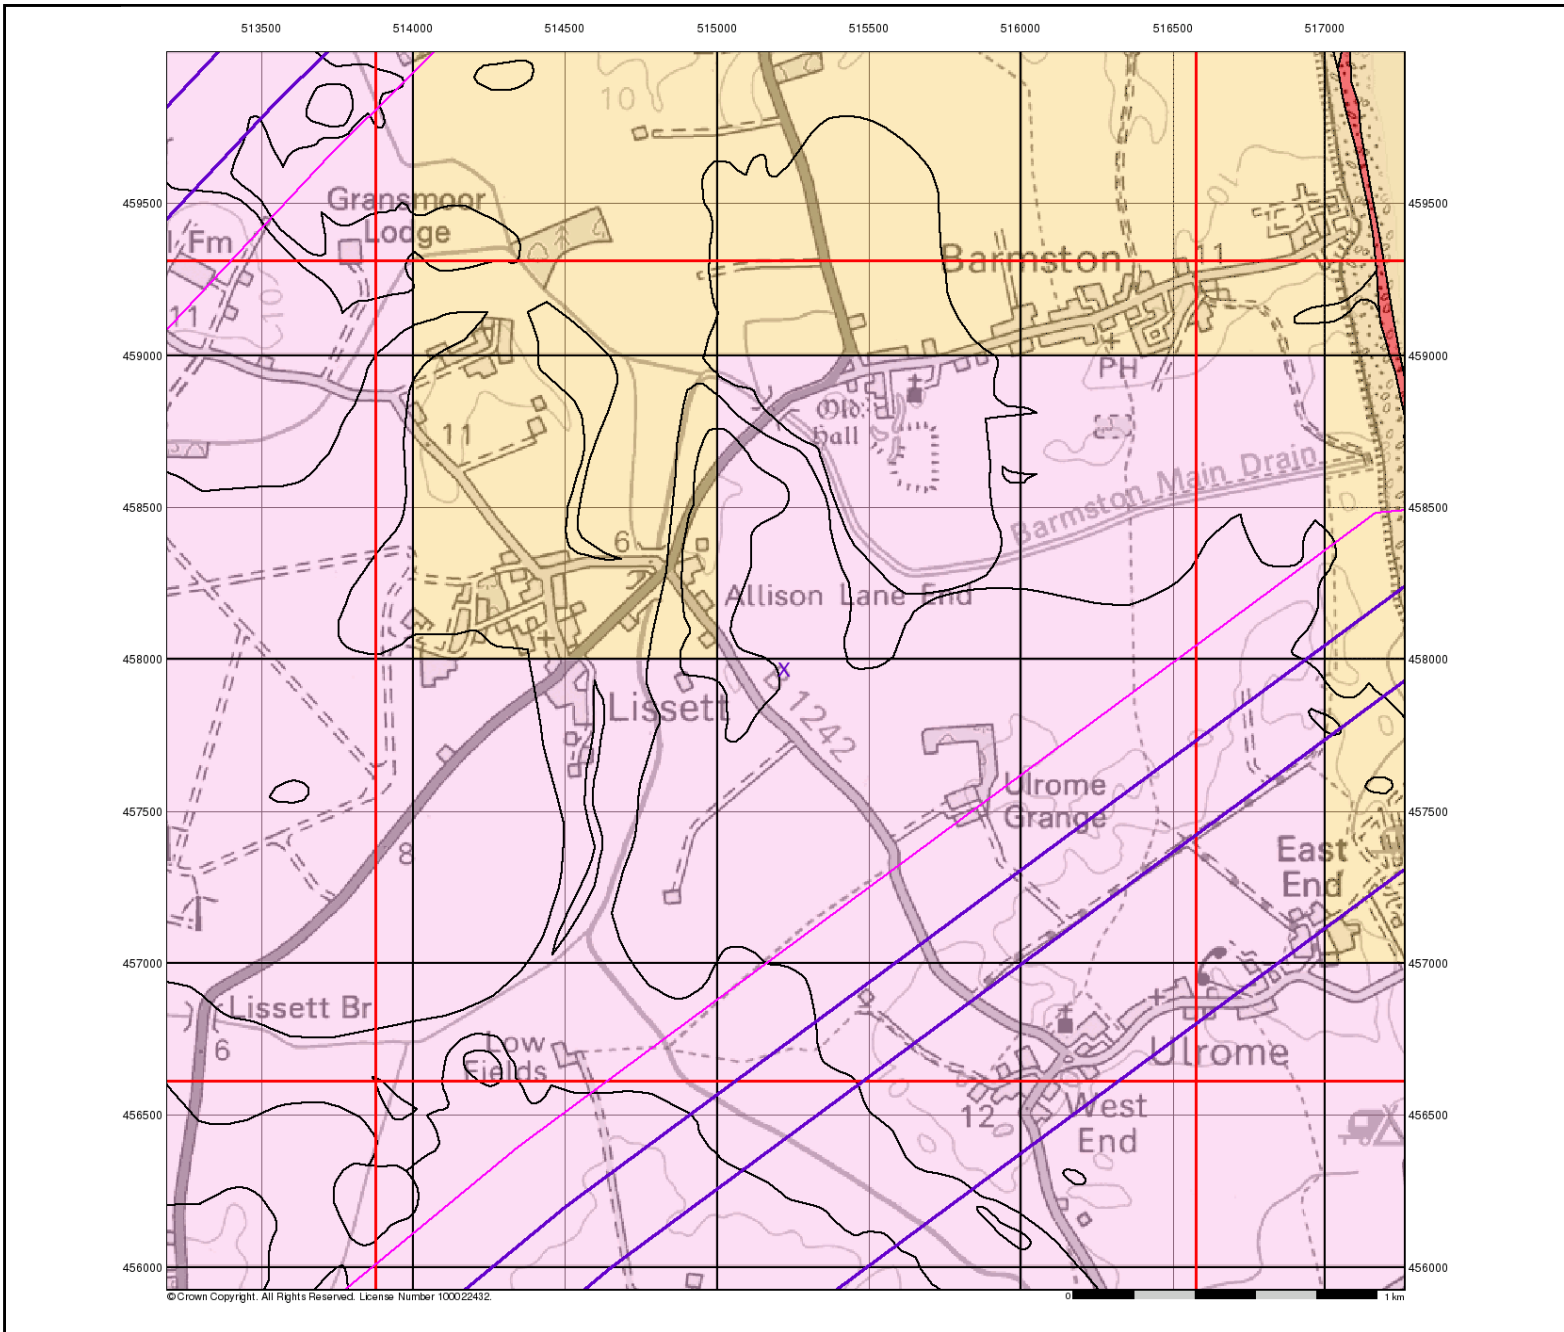 513500 514000 514500 515000 515500 516000 516500 517000
10
459500 459500
Gransmoor
Lodge
Fm
10
Barmston
11
11
10
459000
459000
PH
Old
Hall
11
Barmston Main Drain
458500 458500
6
Allison Lane End
458000 458000
Lissett
X
1242
Ulrome
Grange
457500 457500
8
East
End
457000 457000
Lissett Br
6
Low
Fields
Ulrome
12
West
End
456500 456500
456000 456000
© Crown Copyright. All Rights Reserved. License Number 100022432.
0 1 km